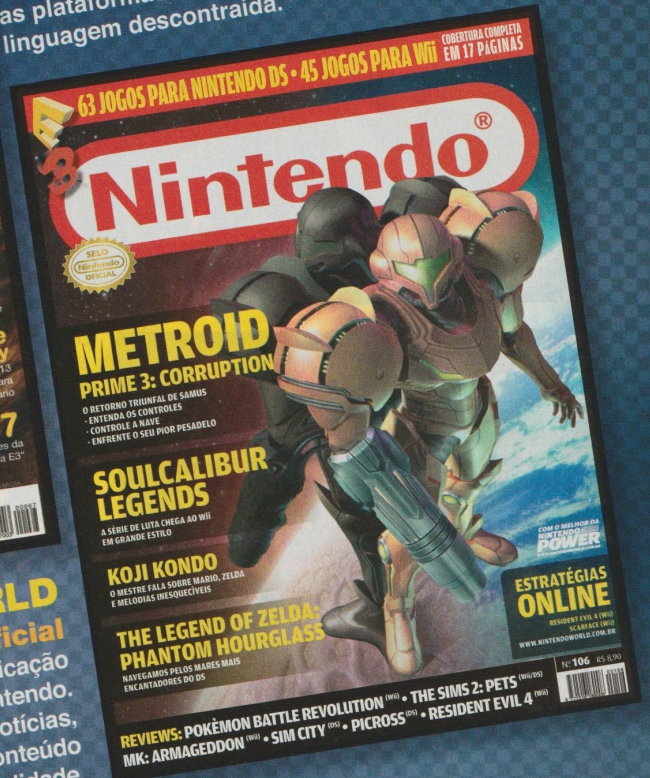 as plataforma
linguagem descontraída.
E3
63 JOGOS PARA NINTENDO DS • 45 JOGOS PARA Wii
COBERTURA COMPLETA
EM 17 PÁGINAS
Nintendo®
SELO
Nintendo
OFICIAL
METROID
PRIME 3: CORRUPTION
O RETORNO TRIUNFAL DE SAMUS
- ENTENDA OS CONTROLES
- CONTROLE A NAVE
- ENFRENTE O SEU PIOR PESADELO
SOULCALIBUR
LEGENDS
A SÉRIE DE LUTA CHEGA AO Wii
EM GRANDE ESTILO
KOJI KONDO
O MESTRE FALA SOBRE MARIO, ZELDA
E MELODIAS INESQUECÍVEIS
THE LEGEND OF ZELDA:
PHANTOM HOURGLASS
NAVEGAMOS PELOS MARES MAIS
ENCANTADORES DO DS
COM O MELHOR DA
NINTENDO
POWER
ESTRATÉGIAS
ONLINE
RESIDENT EVIL 4 (Wii)
SCARFACE (Wii)
WWW.NINTENDOWORLD.COM.BR
Nº 106 R$ 8,90
REVIEWS: POKÈMON BATTLE REVOLUTION (Wii) • THE SIMS 2: PETS (Wii/DS)
MK: ARMAGEDDON (Wii) • SIM CITY (DS) • PICROSS (DS) • RESIDENT EVIL 4 (Wii)
13
7
es da
a E3"
00087
RLD
ficial
icação
ntendo.
otícias,
onteúdo
lidade